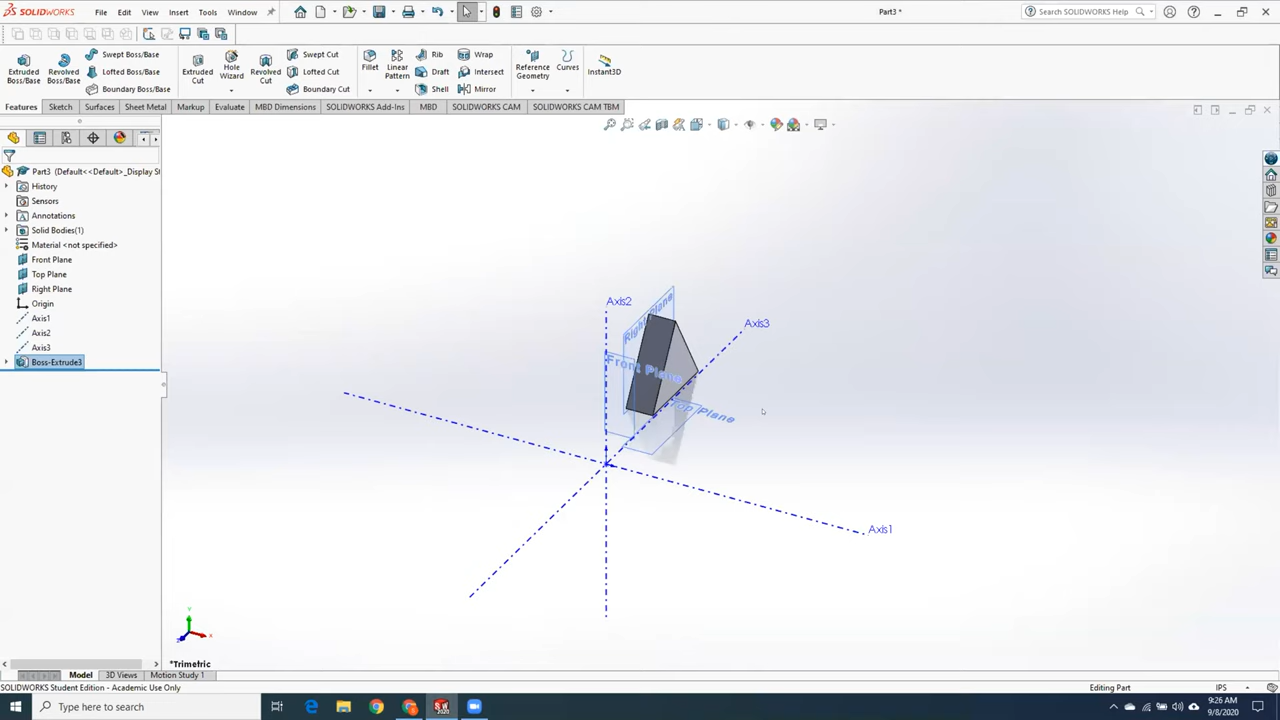 SOLIDWORKS File Edit View Insert Tools Window Part3 * Search SOLIDWORKS Help
Extruded Boss/Base
Revolved Boss/Base
Swept Boss/Base
Lofted Boss/Base
Boundary Boss/Base
Extruded Cut
Hole Wizard
Revolved Cut
Swept Cut
Lofted Cut
Boundary Cut
Fillet
Linear Pattern
Rib
Draft
Shell
Wrap
Intersect
Mirror
Reference Geometry
Curves
Instant3D
Features Sketch Surfaces Sheet Metal Markup Evaluate MBD Dimensions SOLIDWORKS Add-Ins MBD SOLIDWORKS CAM SOLIDWORKS CAM TBM
Part3 (Default<<Default>_Display St
History
Sensors
Annotations
Solid Bodies(1)
Material <not specified>
Front Plane
Top Plane
Right Plane
Origin
Axis1
Axis2
Axis3
Boss-Extrude3
Axis2
Right Plane
Axis3
Front Plane
Top Plane
Axis1
Y
X
Z
*Trimetric
Model 3D Views Motion Study 1
SOLIDWORKS Student Edition - Academic Use Only Editing Part IPS
Type here to search
SW
2020
9:26 AM
9/8/2020